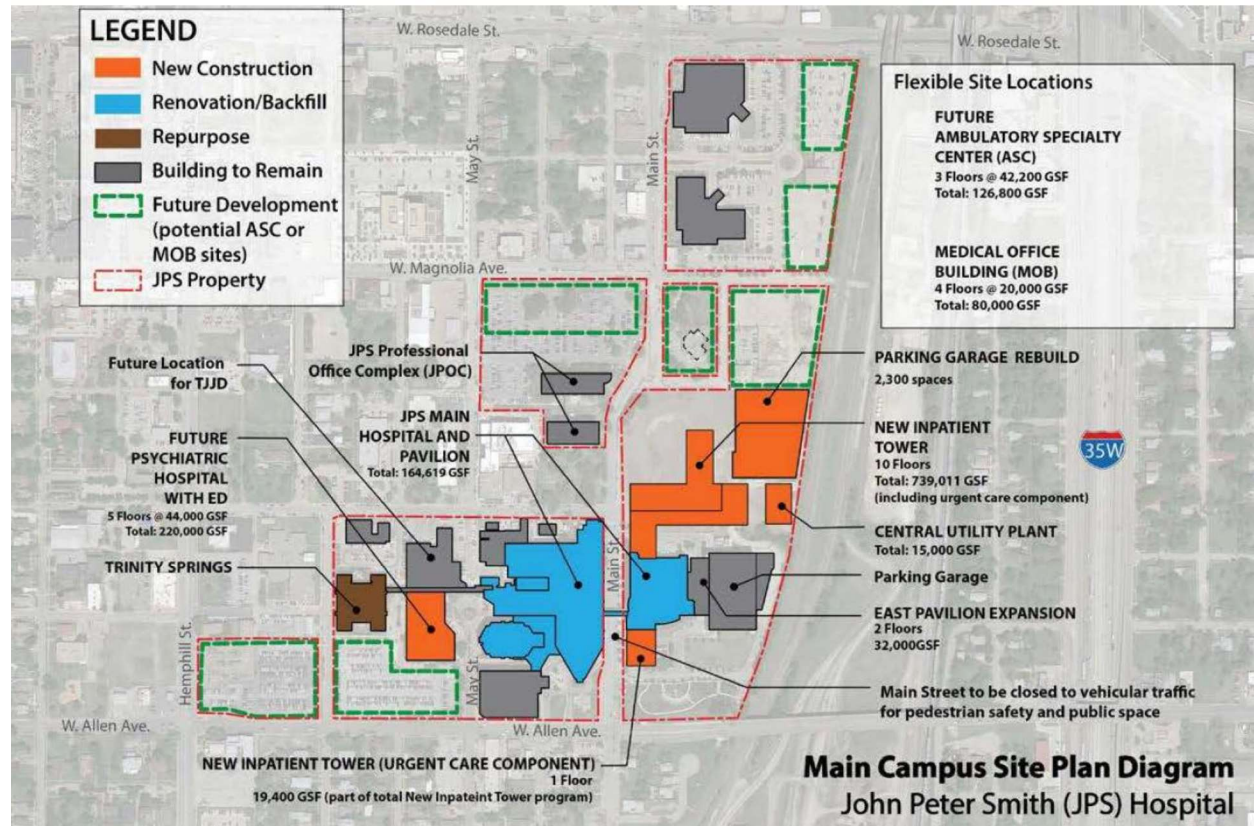 LEGEND
New Construction
Renovation/Backfill
Repurpose
Building to Remain
Future Development
(potential ASC or
MOB sites)
JPS Property
W. Rosedale St.
W. Rosedale St.
May St.
Main St.
W. Magnolia Ave.
Flexible Site Locations
FUTURE
AMBULATORY SPECIALTY
CENTER (ASC)
3 Floors @ 42,200 GSF
Total: 126,800 GSF
MEDICAL OFFICE
BUILDING (MOB)
4 Floors @ 20,000 GSF
Total: 80,000 GSF
Future Location
for TJJD
JPS Professional
Office Complex (JPOC)
JPS MAIN
HOSPITAL AND
PAVILION
Total: 164,619 GSF
FUTURE
PSYCHIATRIC
HOSPITAL
WITH ED
5 Floors @ 44,000 GSF
Total: 220,000 GSF
TRINITY SPRINGS
PARKING GARAGE REBUILD
2,300 spaces
NEW INPATIENT
TOWER
10 Floors
Total: 739,011 GSF
(including urgent care component)
35W
CENTRAL UTILITY PLANT
Total: 15,000 GSF
Parking Garage
EAST PAVILION EXPANSION
2 Floors
32,000GSF
Main Street to be closed to vehicular traffic
for pedestrian safety and public space
Main St.
Hemphill St.
May St.
W. Allen Ave.
W. Allen Ave.
NEW INPATIENT TOWER (URGENT CARE COMPONENT)
1 Floor
19,400 GSF (part of total New Inpateint Tower program)
Main Campus Site Plan Diagram
John Peter Smith (JPS) Hospital